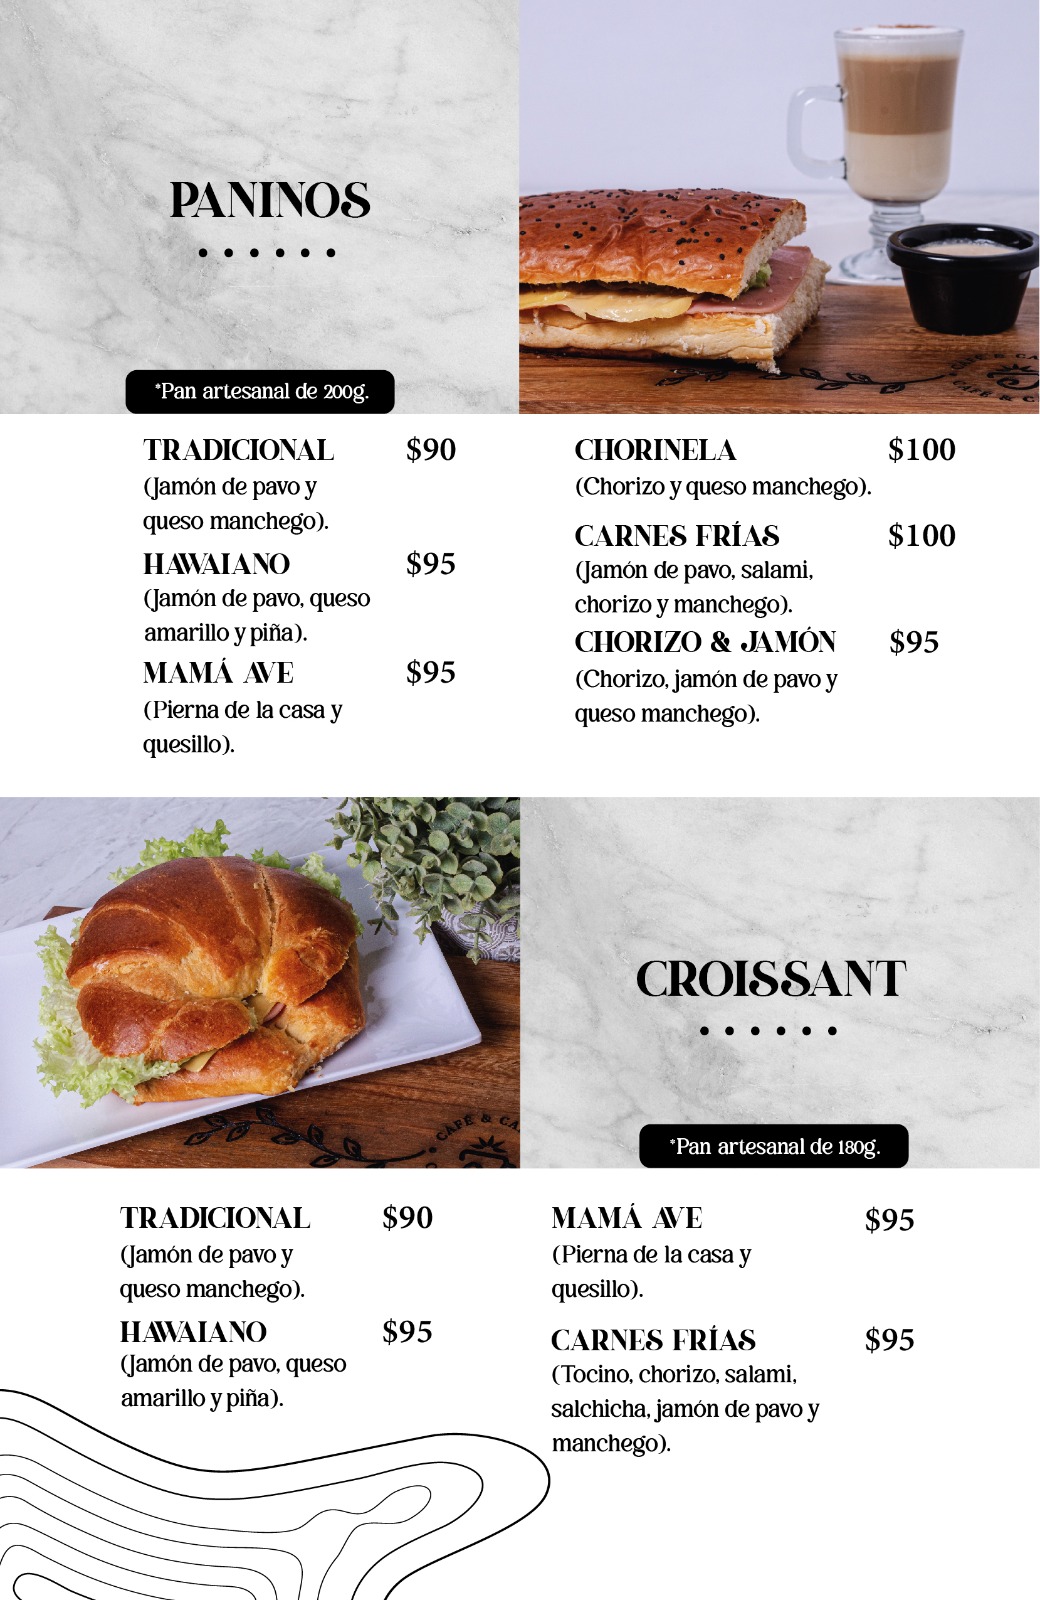 PANINOS
*Pan artesanal de 200g.
TRADICIONAL $90
(Jamón de pavo y
queso manchego).
HAWAIANO $95
(Jamón de pavo, queso
amarillo y piña).
MAMÁ AVE $95
(Pierna de la casa y
quesillo).
CHORINELA $100
(Chorizo y queso manchego).
CARNES FRÍAS $100
(Jamón de pavo, salami,
chorizo y manchego).
CHORIZO & JAMÓN $95
(Chorizo, jamón de pavo y
queso manchego).
CAFÉ & CA
CROISSANT
*Pan artesanal de 180g.
TRADICIONAL $90
(Jamón de pavo y
queso manchego).
HAWAIANO $95
(Jamón de pavo, queso
amarillo y piña).
MAMÁ AVE $95
(Pierna de la casa y
quesillo).
CARNES FRÍAS $95
(Tocino, chorizo, salami,
salchicha, jamón de pavo y
manchego).